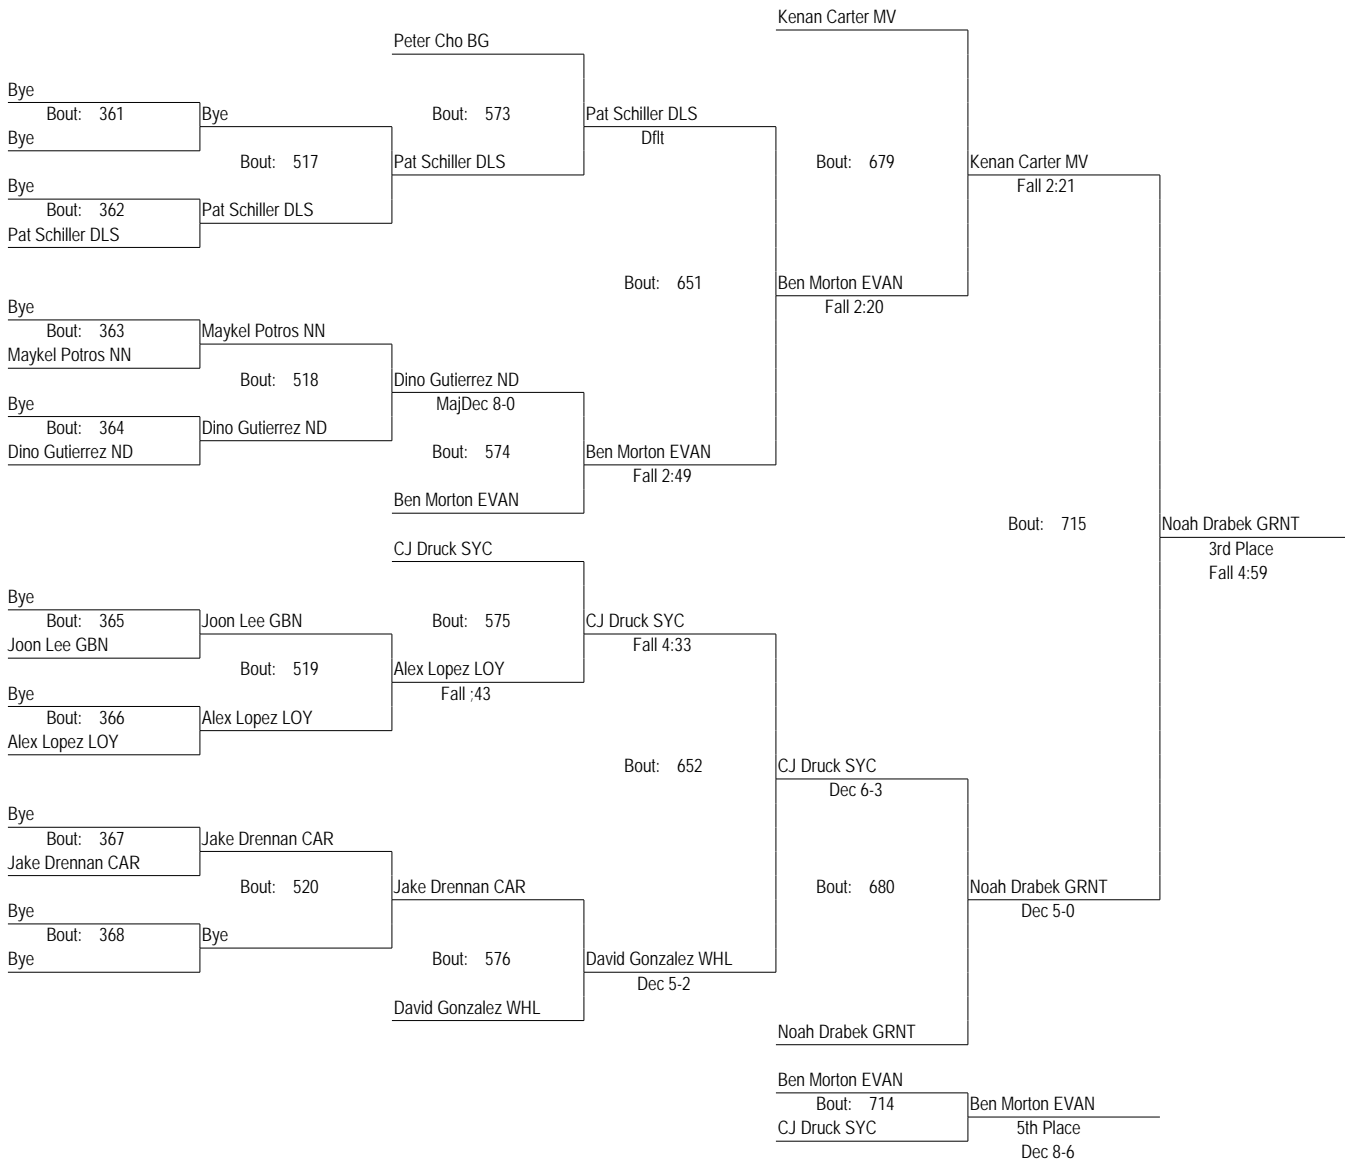 Kenan Carter MV
Peter Cho BG
Bye
Bout: 361
Bye
Bye
Bout: 573
Pat Schiller DLS
Dflt
Bout: 517
Pat Schiller DLS
Bout: 679
Kenan Carter MV
Fall 2:21
Bye
Bout: 362
Pat Schiller DLS
Pat Schiller DLS
Bout: 651
Ben Morton EVAN
Fall 2:20
Bye
Bout: 363
Maykel Potros NN
Maykel Potros NN
Bout: 518
Dino Gutierrez ND
MajDec 8-0
Bye
Bout: 364
Dino Gutierrez ND
Dino Gutierrez ND
Bout: 574
Ben Morton EVAN
Fall 2:49
Ben Morton EVAN
Bout: 715
Noah Drabek GRNT
3rd Place
Fall 4:59
CJ Druck SYC
Bye
Bout: 365
Joon Lee GBN
Joon Lee GBN
Bout: 575
CJ Druck SYC
Fall 4:33
Bout: 519
Alex Lopez LOY
Fall ;43
Bye
Bout: 366
Alex Lopez LOY
Alex Lopez LOY
Bout: 652
CJ Druck SYC
Dec 6-3
Bye
Bout: 367
Jake Drennan CAR
Jake Drennan CAR
Bout: 520
Jake Drennan CAR
Bout: 680
Noah Drabek GRNT
Dec 5-0
Bye
Bout: 368
Bye
Bye
Bout: 576
David Gonzalez WHL
Dec 5-2
David Gonzalez WHL
Noah Drabek GRNT
Ben Morton EVAN
Bout: 714
CJ Druck SYC
Ben Morton EVAN
5th Place
Dec 8-6